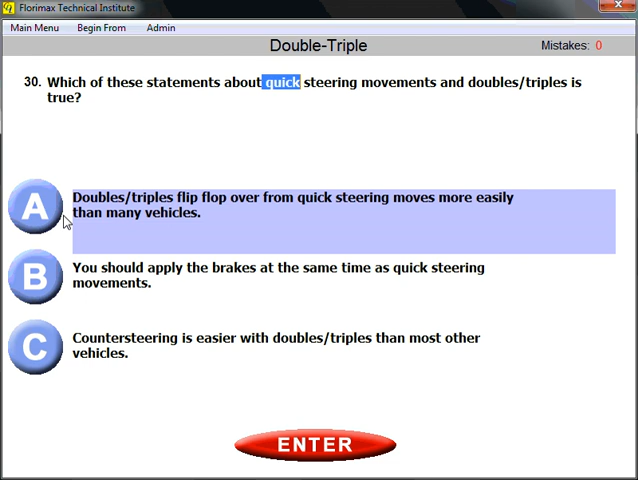 Florimax Technical Institute
Main Menu Begin From Admin
Double-Triple
Mistakes: 0
30. Which of these statements about quick steering movements and doubles/triples is
true?
A
Doubles/triples flip flop over from quick steering moves more easily
than many vehicles.
B
You should apply the brakes at the same time as quick steering
movements.
C
Countersteering is easier with doubles/triples than most other
vehicles.
ENTER